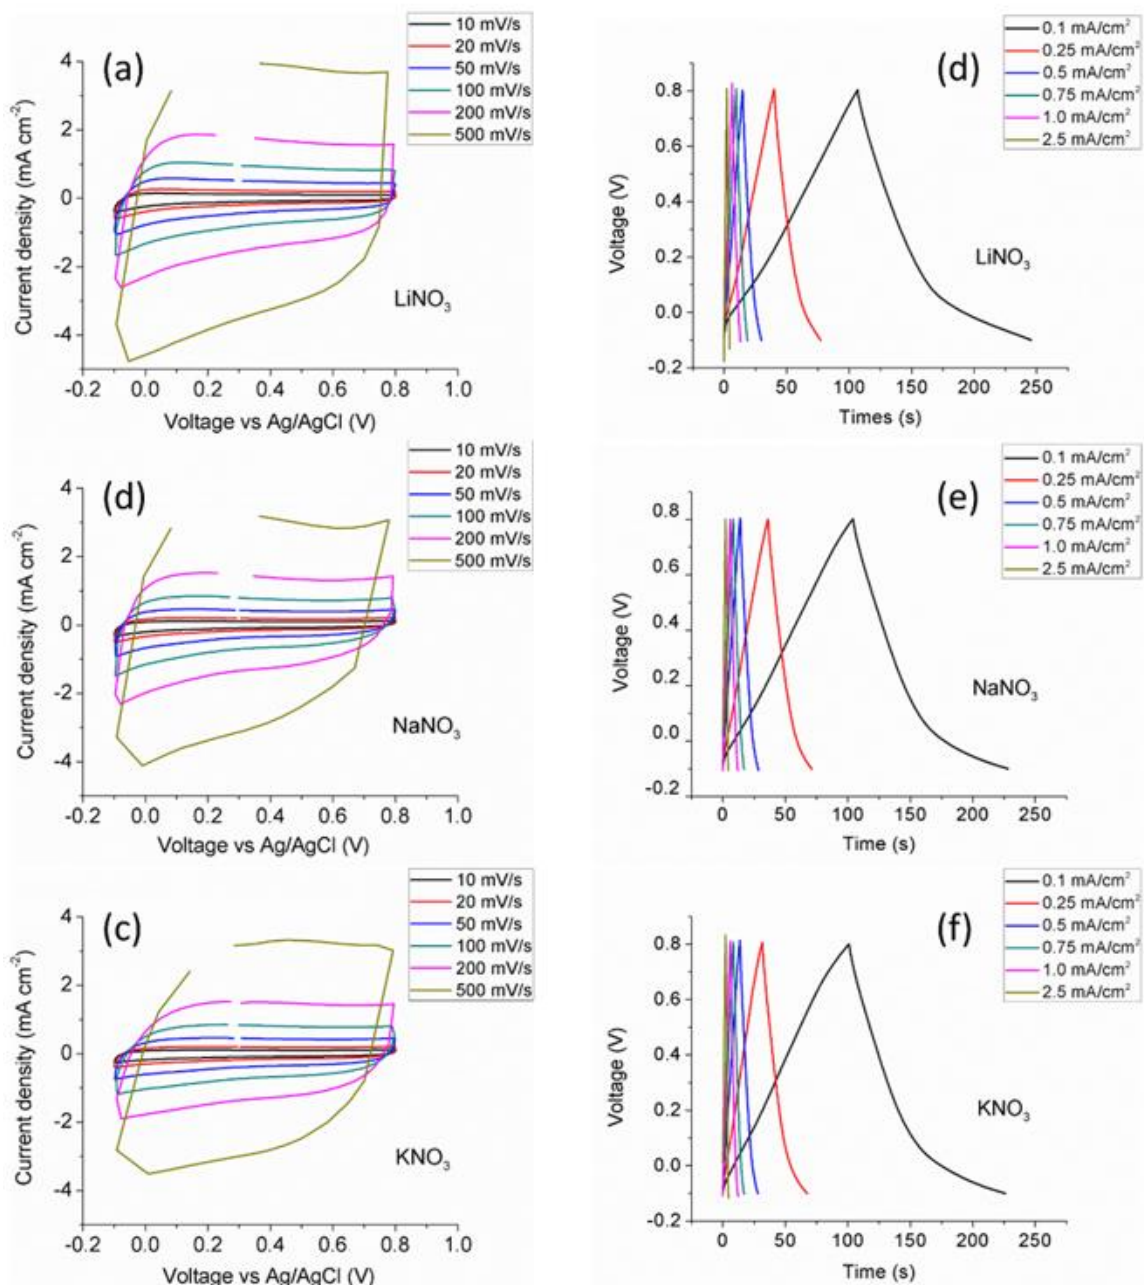 (a)
10 mV/s
20 mV/s
50 mV/s
100 mV/s
200 mV/s
500 mV/s
Current density (mA cm⁻²)
4
2
0
-2
-4
LiNO₃
-0.2 0.0 0.2 0.4 0.6 0.8 1.0
Voltage vs Ag/AgCl (V)
(d)
0.1 mA/cm²
0.25 mA/cm²
0.5 mA/cm²
0.75 mA/cm²
1.0 mA/cm²
2.5 mA/cm²
Voltage (V)
0.8
0.6
0.4
0.2
0.0
-0.2
LiNO₃
0 50 100 150 200 250
Times (s)
(d)
10 mV/s
20 mV/s
50 mV/s
100 mV/s
200 mV/s
500 mV/s
Current density (mA cm⁻²)
4
2
0
-2
-4
NaNO₃
-0.2 0.0 0.2 0.4 0.6 0.8 1.0
Voltage vs Ag/AgCl (V)
(e)
0.1 mA/cm²
0.25 mA/cm²
0.5 mA/cm²
0.75 mA/cm²
1.0 mA/cm²
2.5 mA/cm²
Voltage (V)
0.8
0.6
0.4
0.2
0.0
-0.2
NaNO₃
0 50 100 150 200 250
Time (s)
(c)
10 mV/s
20 mV/s
50 mV/s
100 mV/s
200 mV/s
500 mV/s
Current density (mA cm⁻²)
4
2
0
-2
-4
KNO₃
-0.2 0.0 0.2 0.4 0.6 0.8 1.0
Voltage vs Ag/AgCl (V)
(f)
0.1 mA/cm²
0.25 mA/cm²
0.5 mA/cm²
0.75 mA/cm²
1.0 mA/cm²
2.5 mA/cm²
Voltage (V)
0.8
0.6
0.4
0.2
0.0
-0.2
KNO₃
0 25 50 75 100 125 150 175 200 225 250
Time (s)